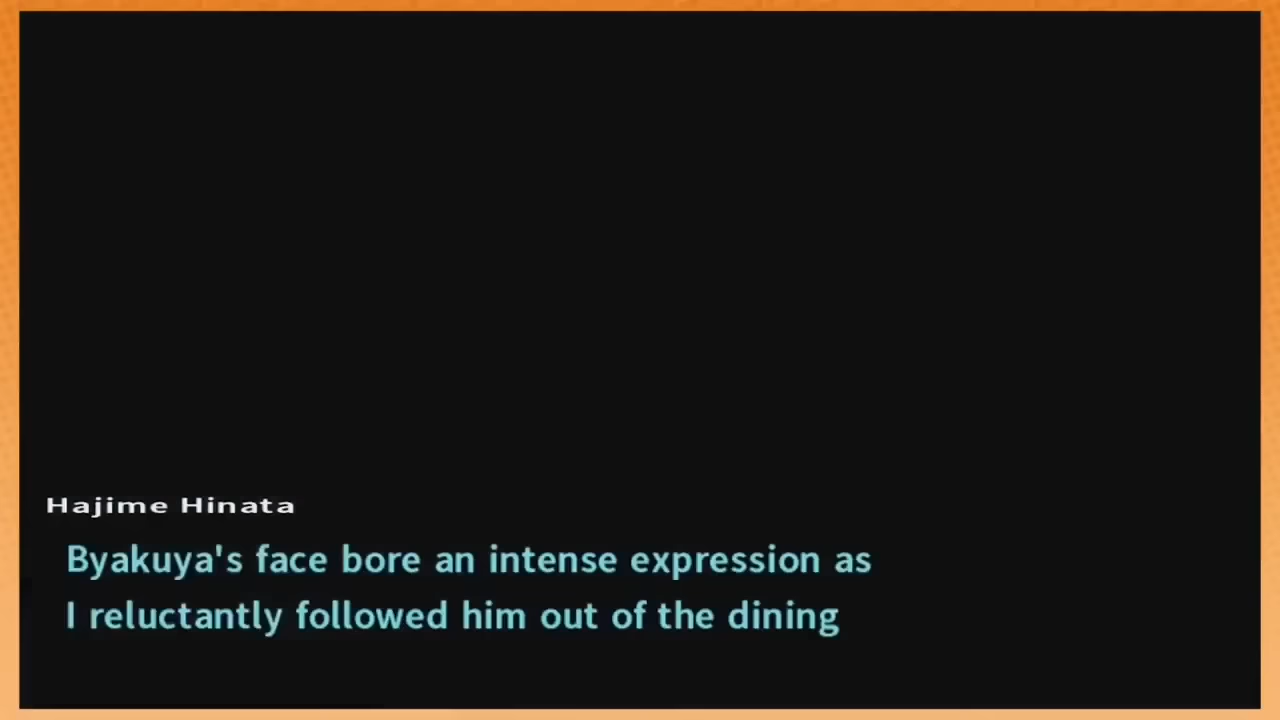 Hajime Hinata
Byakuya's face bore an intense expression as
I reluctantly followed him out of the dining